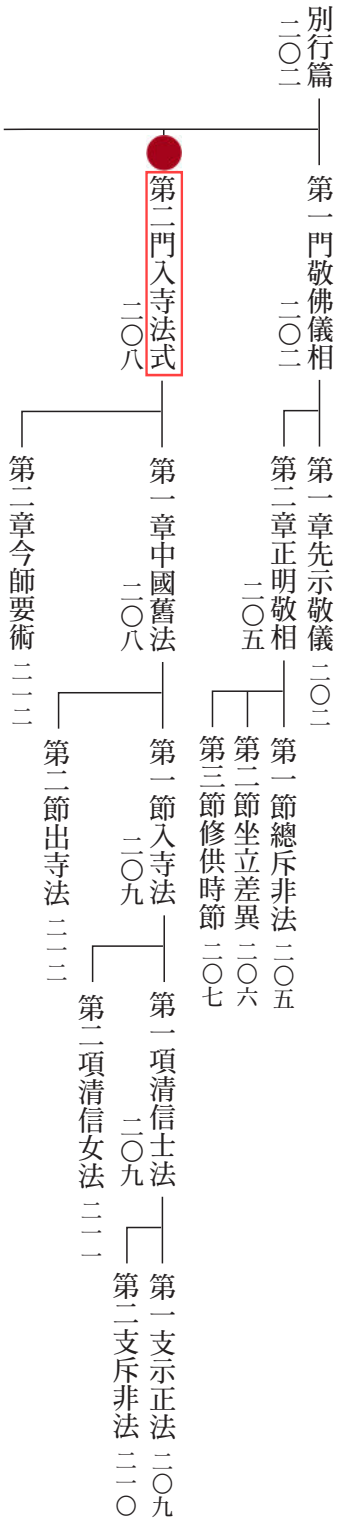 別行篇
二〇二
第一門敬佛儀相
二〇二
第一章先示敬儀 二〇二
第二章正明敬相
二〇五
第一節總斥非法 二〇五
第二節坐立差異 二〇六
第三節修供時節 二〇七
第二門入寺法式
二〇八
第一章中國舊法
二〇八
第一節入寺法
二〇九
第一項清信士法
二〇九
第一支示正法 二〇九
第二支斥非法 二一〇
第二項清信女法 二一一
第二節出寺法 二一二
第二章今師要術 二一二